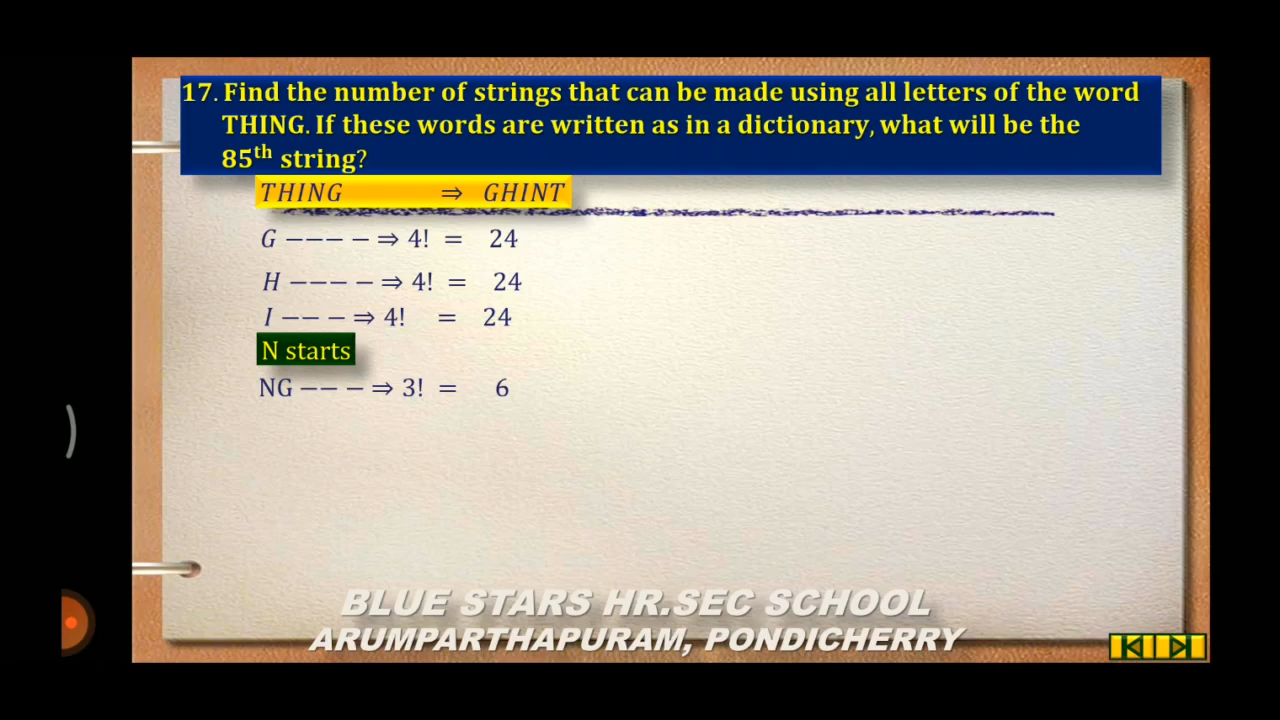 17. Find the number of strings that can be made using all letters of the word
THING. If these words are written as in a dictionary, what will be the
85th string?
THING ⇒ GHINT
G −−− − ⇒ 4! = 24
H −−− − ⇒ 4! = 24
I −− − ⇒ 4! = 24
N starts
NG −− − ⇒ 3! = 6
BLUE STARS HR.SEC SCHOOL
ARUMPARTHAPURAM, PONDICHERRY